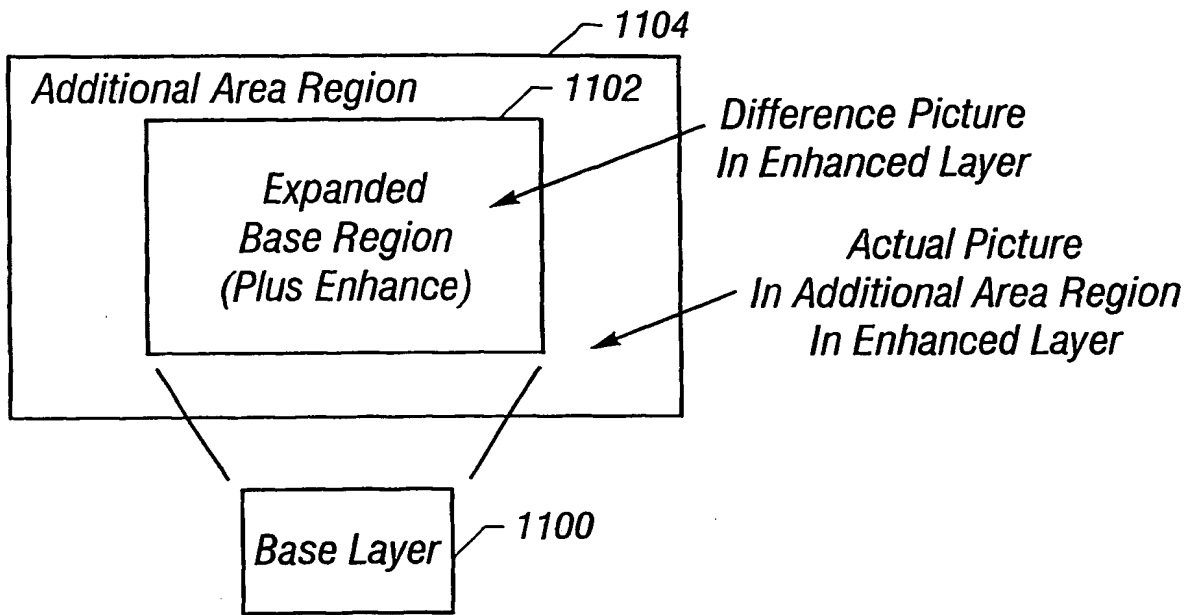 1104
Additional Area Region
1102
Difference Picture
In Enhanced Layer
Expanded
Base Region
(Plus Enhance)
Actual Picture
In Additional Area Region
In Enhanced Layer
Base Layer
1100